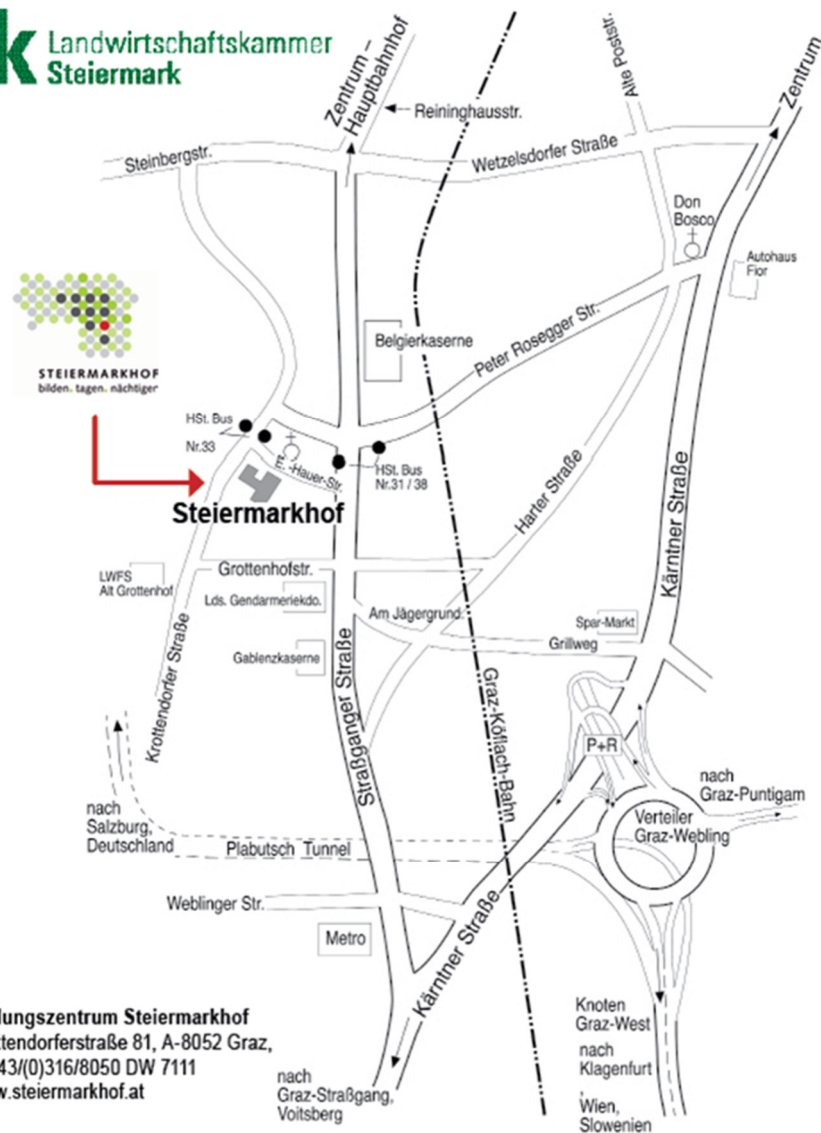 k Landwirtschaftskammer
Steiermark
Zentrum –
Hauptbahnhof
Reininghausstr.
Alte Poststr.
Zentrum
Steinbergstr.
Wetzelsdorfer Straße
Don
Bosco
Autohaus
Fior
STEIERMARKHOF
bilden. tagen. nächtiger
Belgierkaserne
Peter Rosegger Str.
HSt. Bus
Nr.33
E. -Hauer-Str.
HSt. Bus
Nr.31 / 38
Steiermarkhof
Harter Straße
Kärntner Straße
Grottenhofstr.
LWFS
Alt Grottenhof
Lds. Gendarmeriekdo.
Am Jägergrund.
Spar-Markt
Grillweg
Gablenzkaserne
Krottendorfer Straße
Straßganger Straße
Graz-Köflach-Bahn
P+R
nach
Graz-Puntigam
nach
Salzburg,
Deutschland
Plabutsch Tunnel
Verteiler
Graz-Webling
Weblinger Str.
Metro
Kärntner Straße
lungszentrum Steiermarkhof
ttendorferstraße 81, A-8052 Graz,
43/(0)316/8050 DW 7111
w.steiermarkhof.at
nach
Graz-Straßgang,
Voitsberg
Knoten
Graz-West
nach
Klagenfurt
,
Wien,
Slowenien